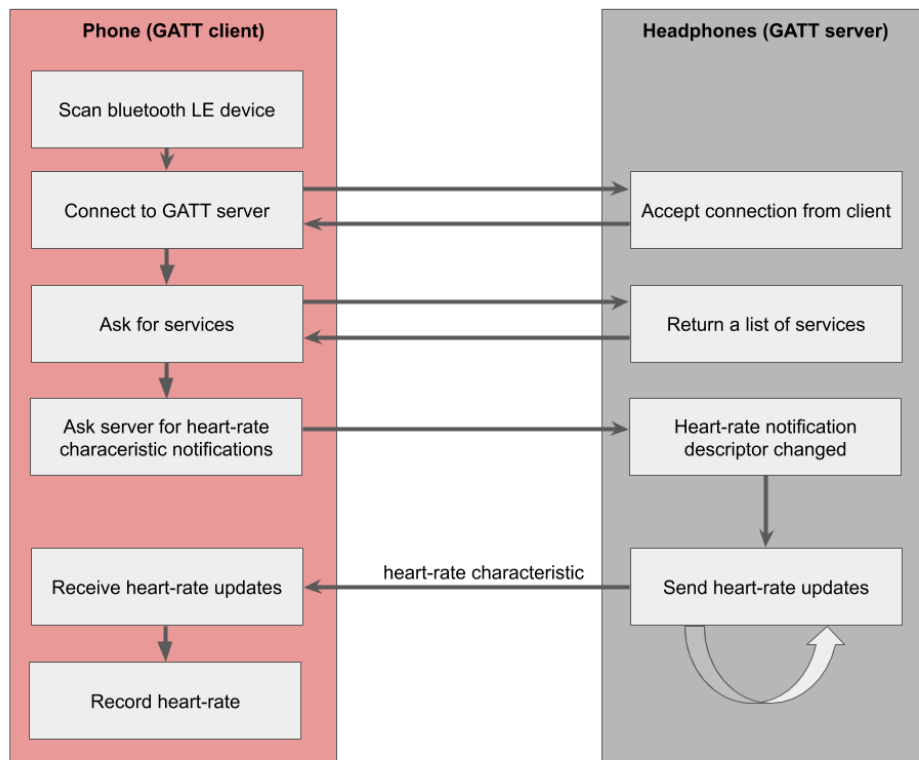 Phone (GATT client)
Headphones (GATT server)
Scan bluetooth LE device
Connect to GATT server
Accept connection from client
Ask for services
Return a list of services
Ask server for heart-rate
characeristic notifications
Heart-rate notification
descriptor changed
heart-rate characteristic
Receive heart-rate updates
Send heart-rate updates
Record heart-rate